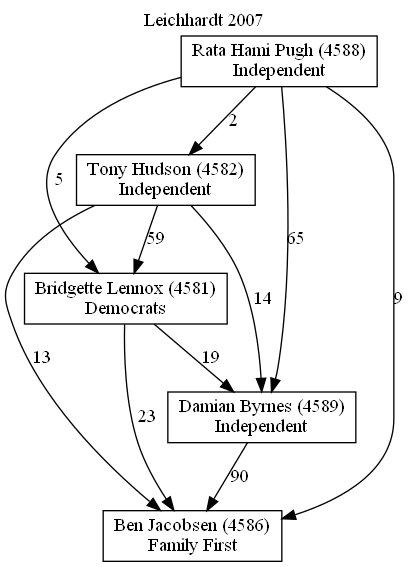 Leichhardt 2007
Rata Hami Pugh (4588)
Independent
2
Tony Hudson (4582)
Independent
5
59
65
14
9
Bridgette Lennox (4581)
Democrats
13
19
23
Damian Byrnes (4589)
Independent
90
Ben Jacobsen (4586)
Family First